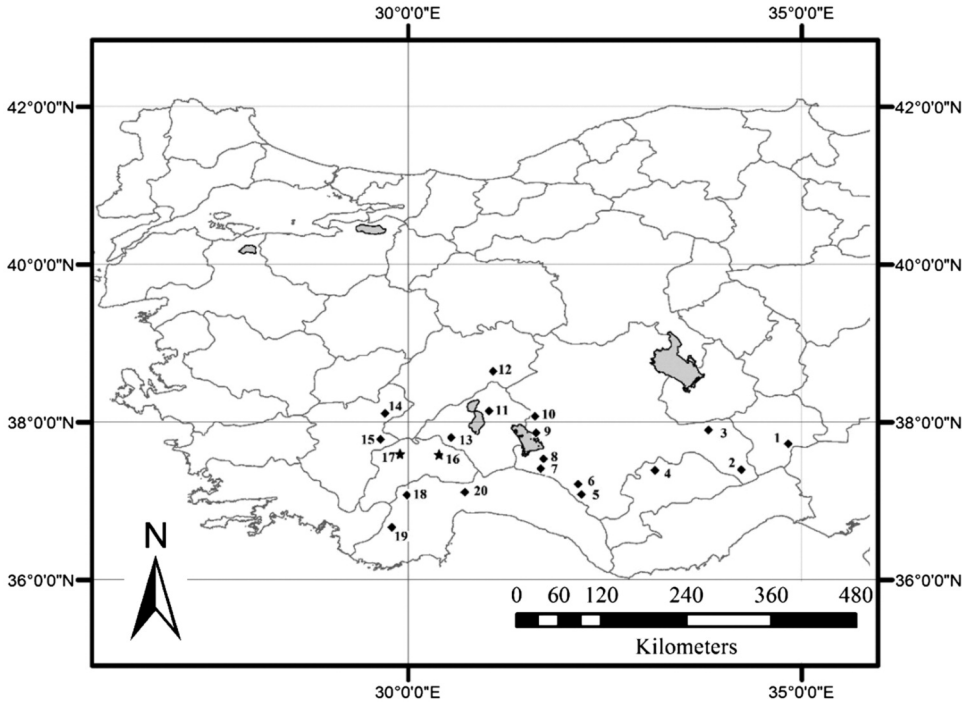 30°0'0"E 35°0'0"E
42°0'0"N 42°0'0"N
40°0'0"N 40°0'0"N
12
14 11 10
38°0'0"N 9 3 38°0'0"N
15 13 1
17 16 8
7 4 2
18 20 6
5
19
N
36°0'0"N 36°0'0"N
0 60 120 240 360 480
Kilometers
30°0'0"E 35°0'0"E